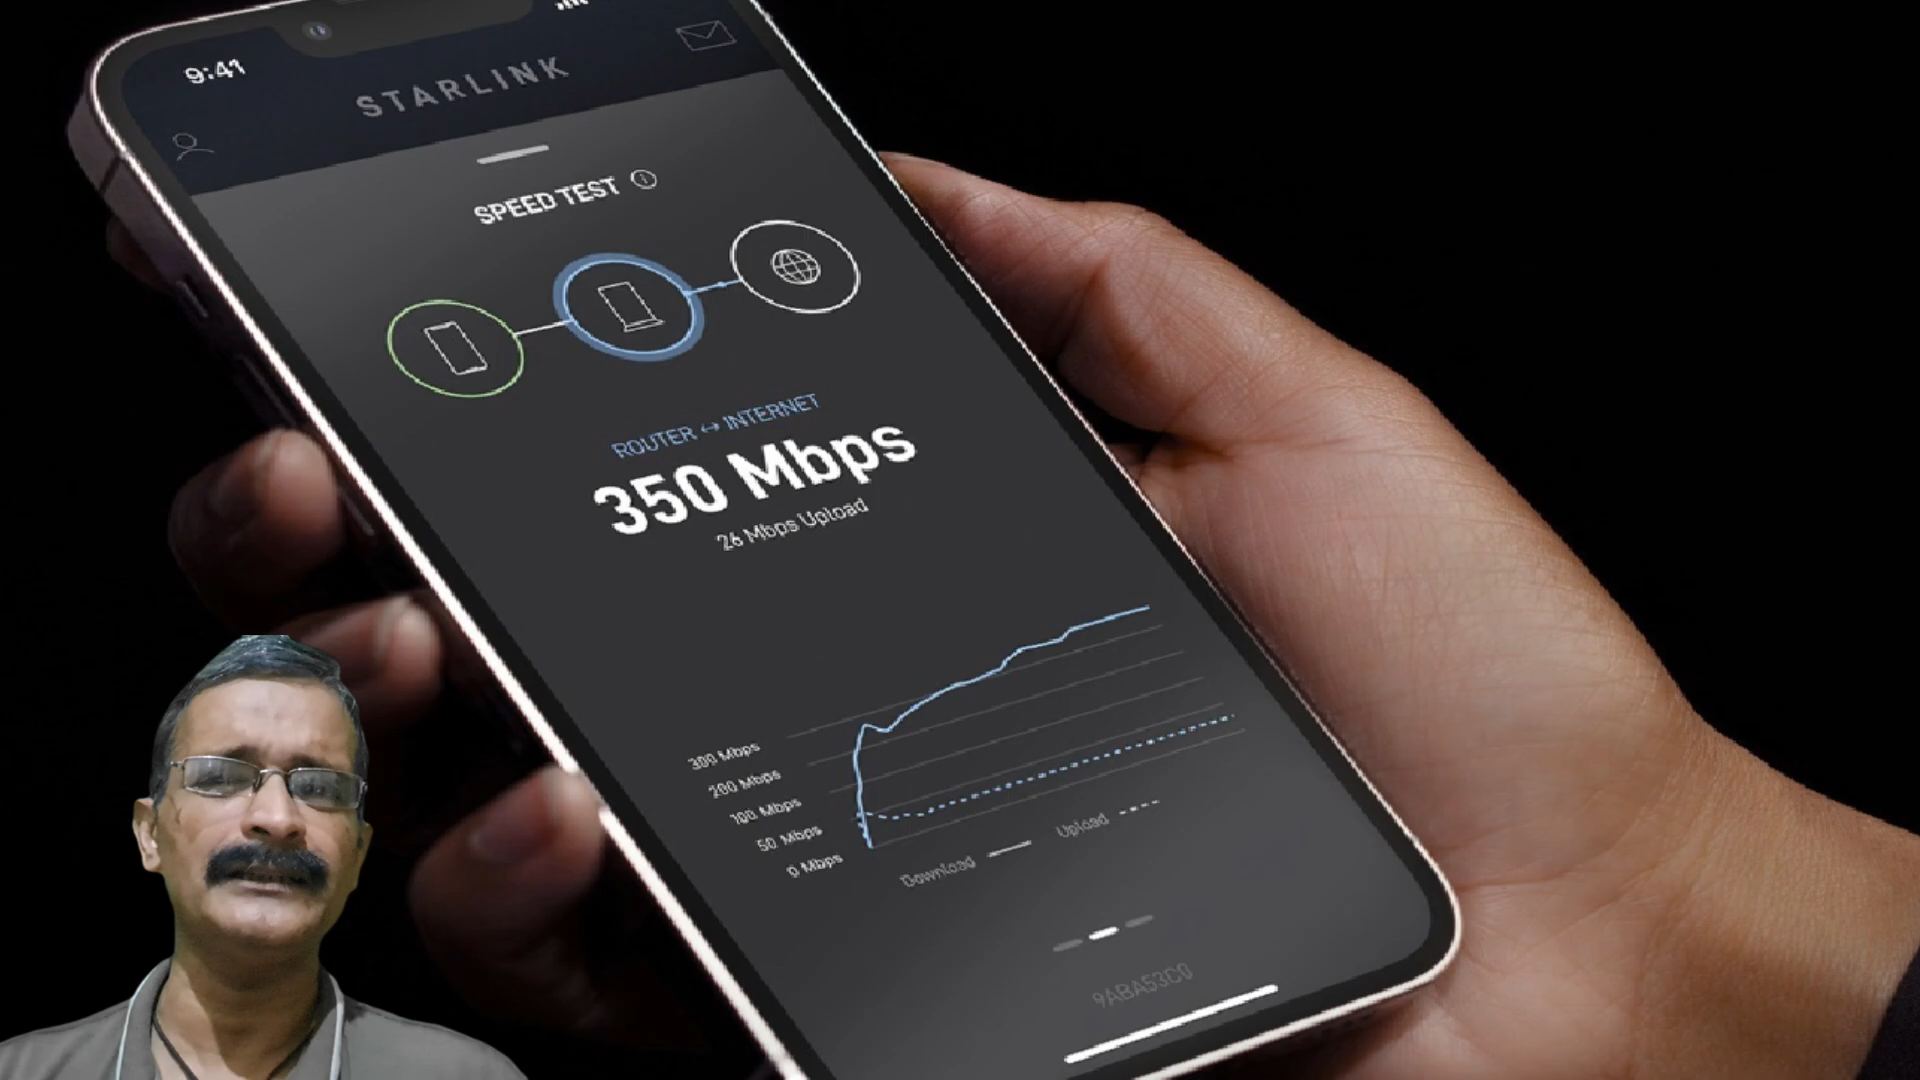 9:41
STARLINK
SPEED TEST
ROUTER ↔ INTERNET
350 Mbps
26 Mbps Upload
300 Mbps
200 Mbps
100 Mbps
50 Mbps
0 Mbps
Download
Upload
9ABA53C0